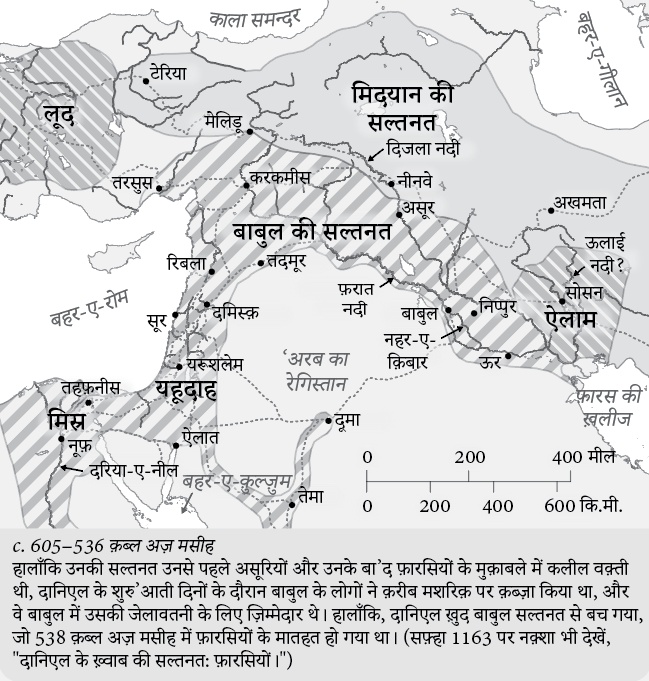 काला समन्दर
बहर-ए-गीलान
टेरिया
लूद
मिदयान की
सल्तनत
मेलिडू
दिजला नदी
तरसुस
करकमीस
नीनवे
असूर
अखमता
बाबुल की सल्तनत
ऊलाई
नदी?
रिबला
तदमूर
सोसन
फ़रात
नदी
बहर-ए-रोम
सूर
दमिस्क़
बाबुल
निप्पुर
ऐलाम
नहर-ए-
क़िबार
ऊर
यरूशलेम
‘अरब का
रेगिस्तान
यहूदाह
तहफ़नीस
फ़ारस की
ख़लीज
मिस्र
नूफ़
दूमा
ऐलात
दरिया-ए-नील
बहर-ए-कुल्ज़ुम
तेमा
0 200 400 मील
0 200 400 600 कि.मी.
c. 605–536 क़ब्ल अज़ मसीह
हालाँकि उनकी सल्तनत उनसे पहले असूरियों और उनके बा’द फ़ारसियों के मुक़ाबले में कलील वक़्ती
थी, दानिएल के शुरु’आती दिनों के दौरान बाबुल के लोगों ने क़रीब मशरिक़ पर क़ब्ज़ा किया था, और
वे बाबुल में उसकी जेलावतनी के लिए ज़िम्मेदार थे। हालाँकि, दानिएल ख़ुद बाबुल सल्तनत से बच गया,
जो 538 क़ब्ल अज़ मसीह में फ़ारसियों के मातहत हो गया था। (सफ़्हा 1163 पर नक़्शा भी देखें,
"दानिएल के ख़्वाब की सल्तनत: फ़ारसियों।")